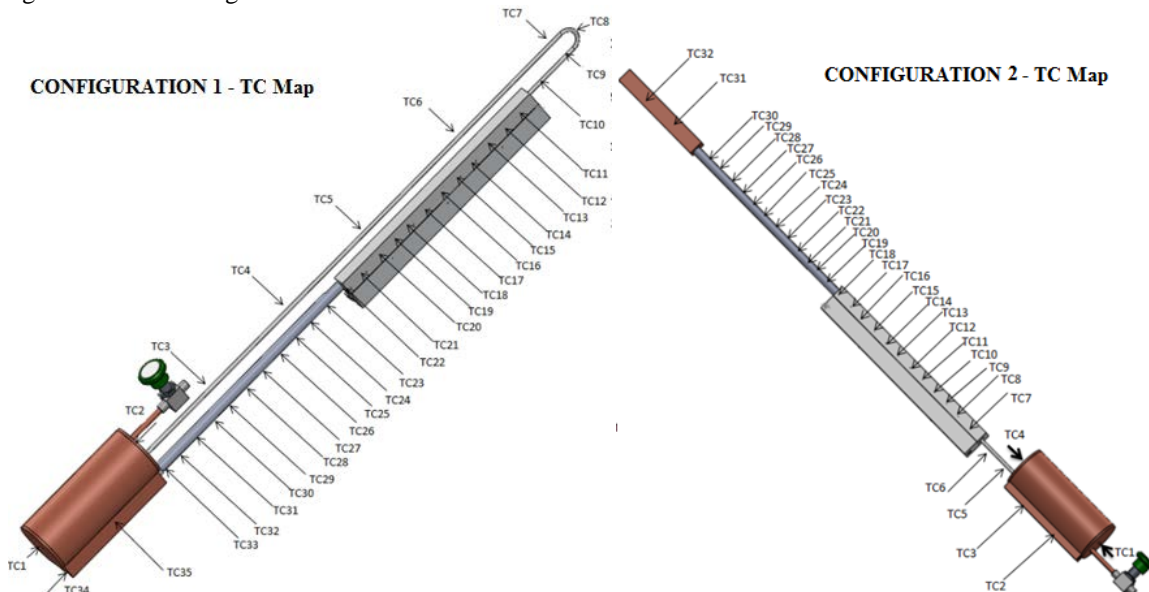 TC7
TC8
TC9
TC10
CONFIGURATION 1 - TC Map
TC6
TC5
TC4
TC3
TC2
TC1
TC34
TC35
TC11
TC12
TC13
TC14
TC15
TC16
TC17
TC18
TC19
TC20
TC21
TC22
TC23
TC24
TC25
TC26
TC27
TC28
TC29
TC30
TC31
TC32
TC33
CONFIGURATION 2 - TC Map
TC32
TC31
TC30
TC29
TC28
TC27
TC26
TC25
TC24
TC23
TC22
TC21
TC20
TC19
TC18
TC17
TC16
TC15
TC14
TC13
TC12
TC11
TC10
TC9
TC8
TC7
TC4
TC6
TC5
TC3
TC2
TC1